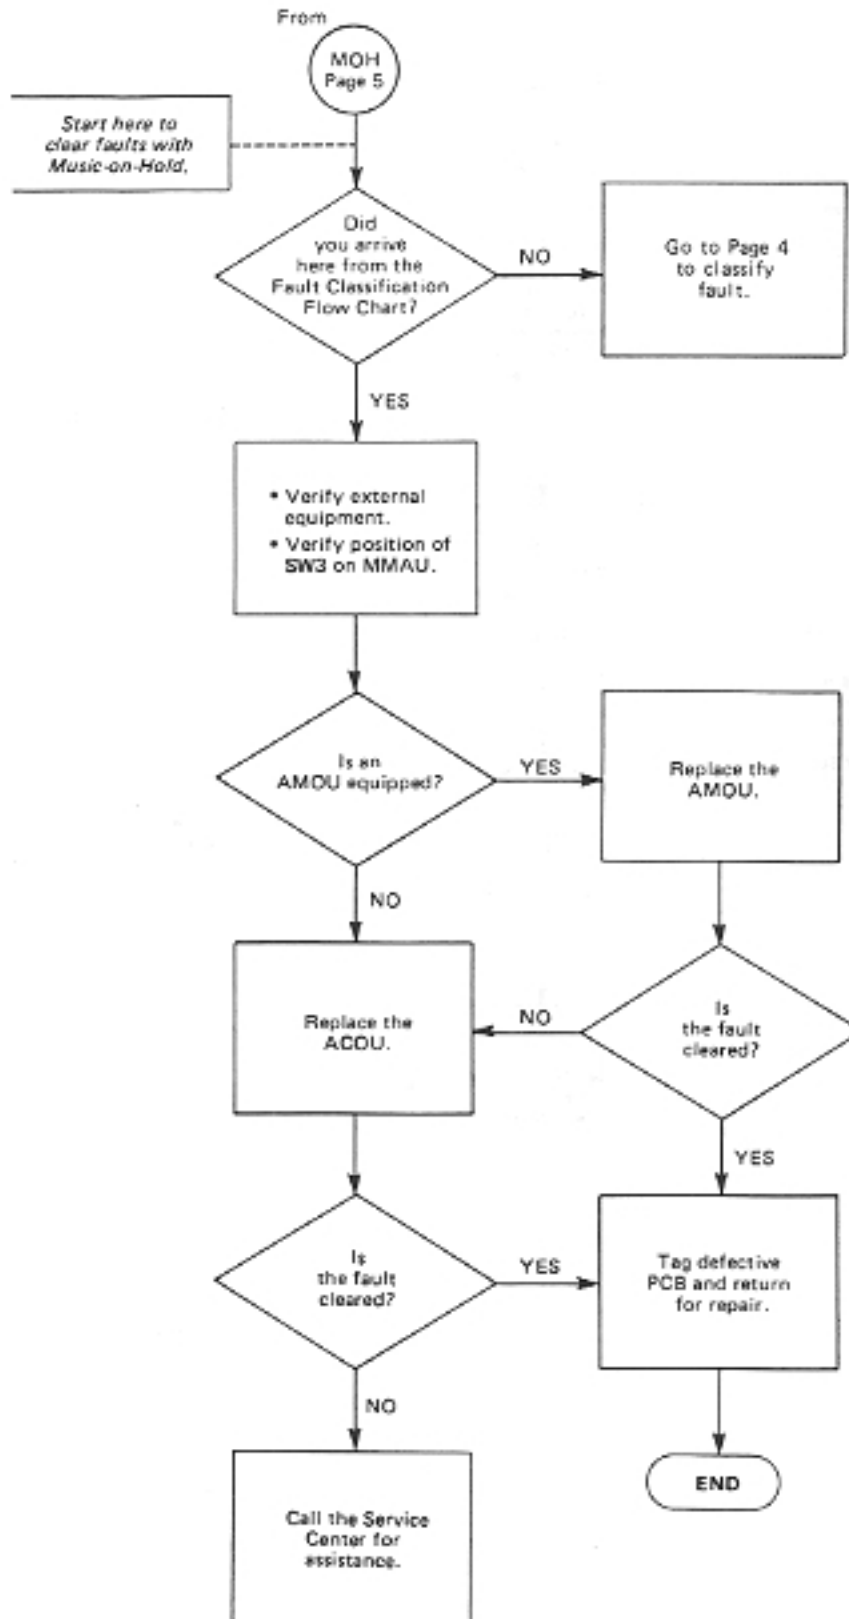 From
MOH
Page 5
Start here to
clear faults with
Music-on-Hold.
Did
you arrive
here from the
Fault Classification
Flow Chart?
NO
Go to Page 4
to classify
fault.
YES
• Verify external
equipment.
• Verify position of
SW3 on MMAU.
Is an
AMOU equipped?
YES
Replace the
AMOU.
NO
Replace the
ACOU.
NO
Is
the fault
cleared?
YES
Is
the fault
cleared?
YES
Tag defective
PCB and return
for repair.
NO
END
Call the Service
Center for
assistance.